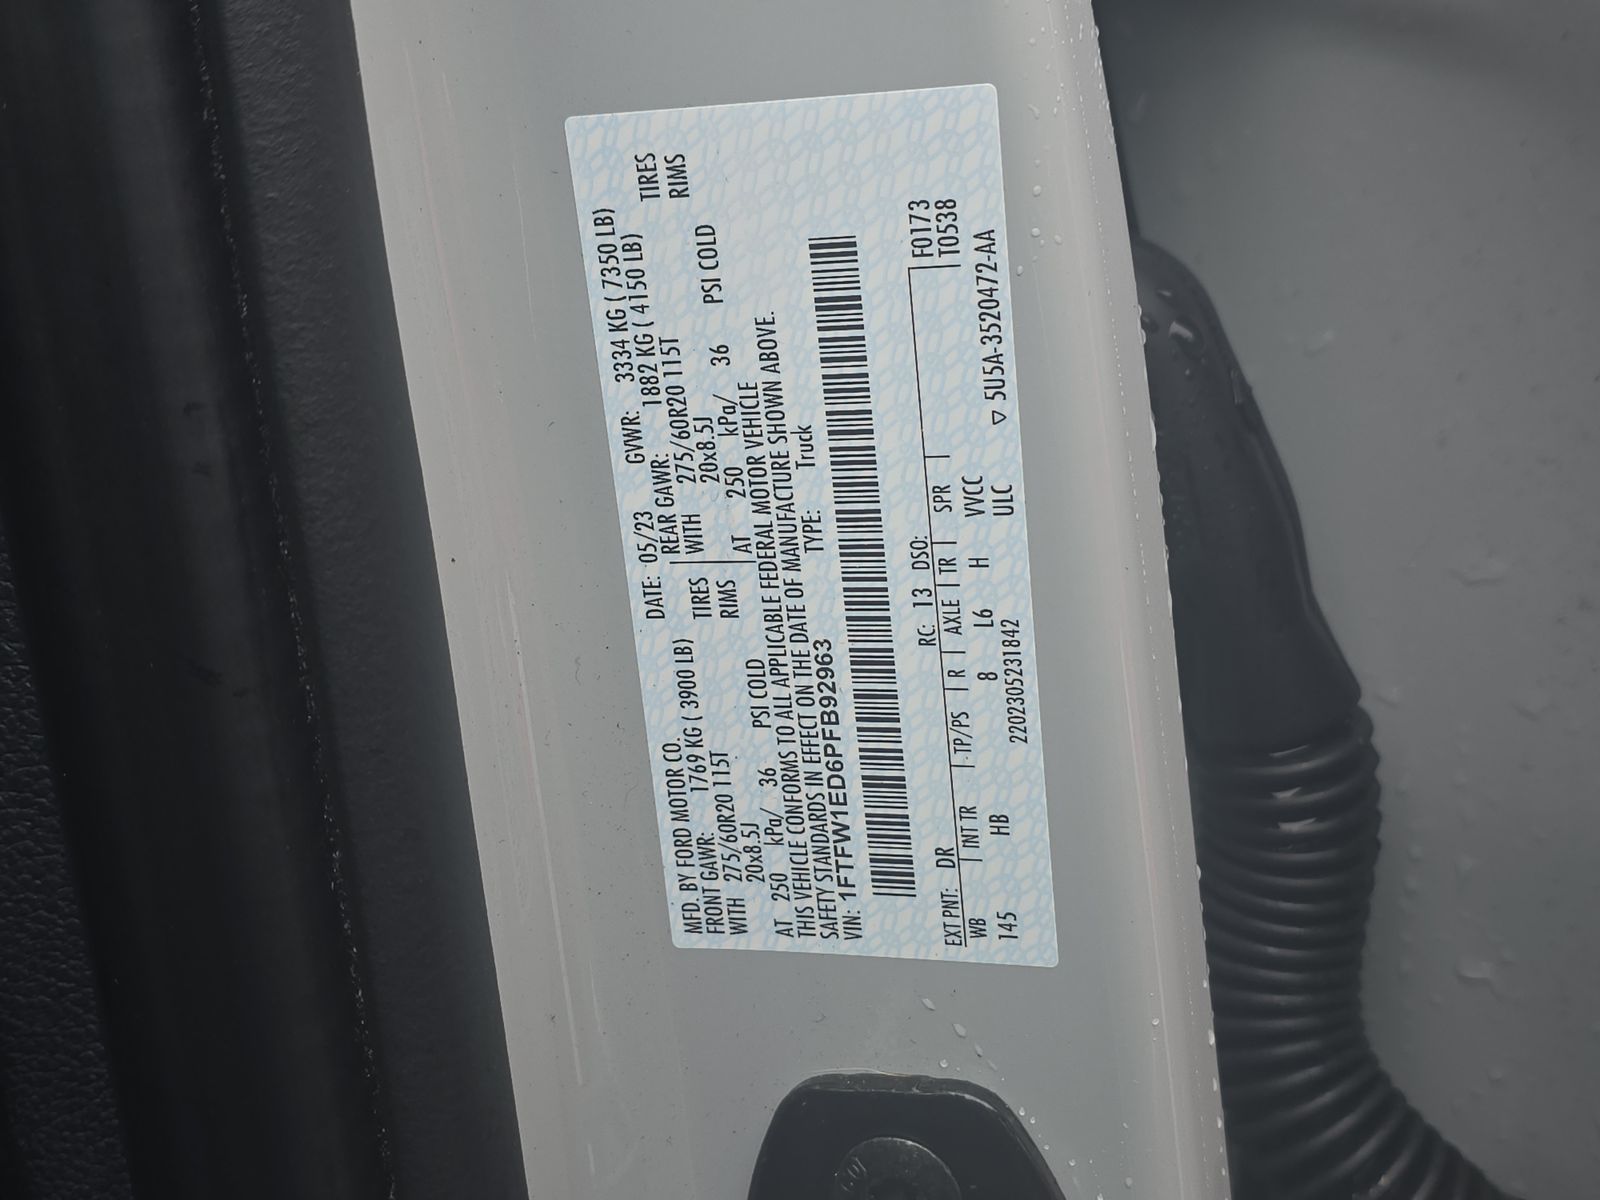 MFD. BY FORD MOTOR CO. DATE: 05/23 GVWR: 3334 KG ( 7350 LB)
FRONT GAWR: 1769 KG ( 3900 LB) REAR GAWR: 1882 KG ( 4150 LB)
WITH 275/60R20 115T TIRES WITH 275/60R20 115T TIRES
20x8.5J RIMS 20x8.5J RIMS
AT 250 kPa/ 36 PSI COLD AT 250 kPa/ 36 PSI COLD
THIS VEHICLE CONFORMS TO ALL APPLICABLE FEDERAL MOTOR VEHICLE
SAFETY STANDARDS IN EFFECT ON THE DATE OF MANUFACTURE SHOWN ABOVE.
VIN: 1FTFW1ED6PFB92963 TYPE: Truck
EXT PNT: DR RC: 13 DSO: F0173
WB INT TR TP/PS R AXLE TR SPR T0538
145 HB 8 L6 H VVCC
2202305231842 ULC ▽ 5U5A-3520472-AA